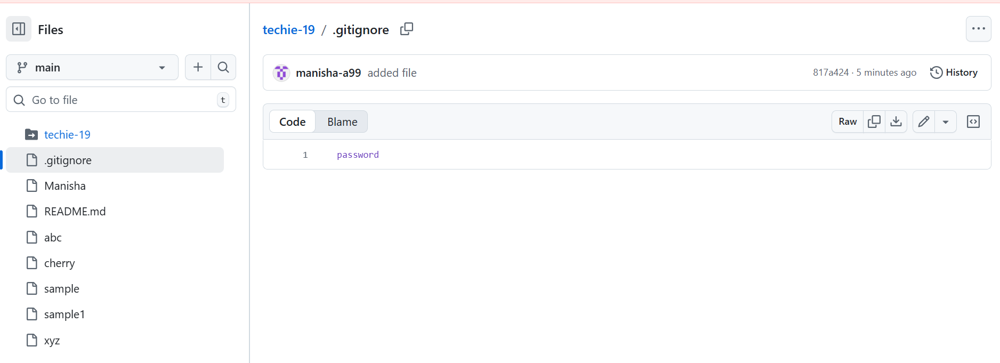 Files
main
Go to file
t
techie-19
.gitignore
Manisha
README.md
abc
cherry
sample
sample1
xyz
techie-19 / .gitignore
manisha-a99 added file
817a424 · 5 minutes ago
History
Code Blame
Raw
1 password